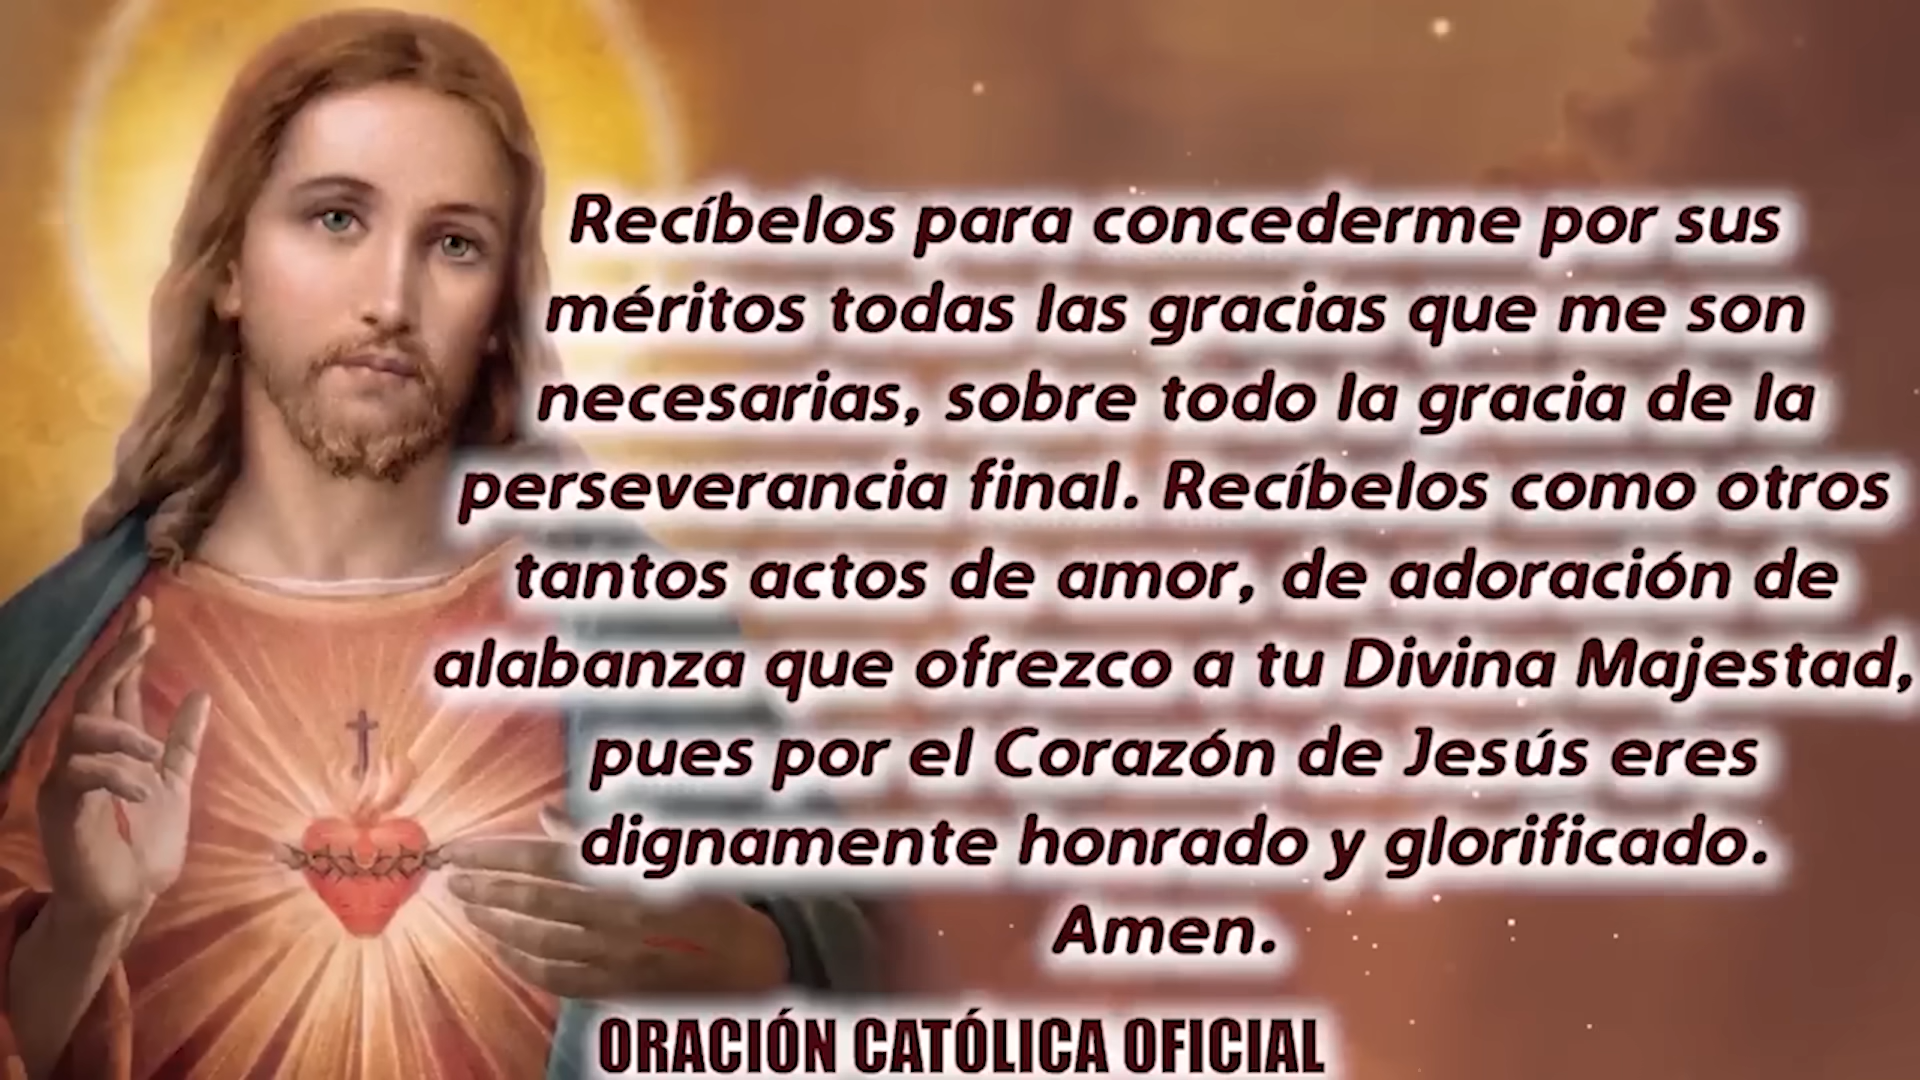 Recíbelos para concederme por sus
méritos todas las gracias que me son
necesarias, sobre todo la gracia de la
perseverancia final. Recíbelos como otros
tantos actos de amor, de adoración de
alabanza que ofrezco a tu Divina Majestad,
pues por el Corazón de Jesús eres
dignamente honrado y glorificado.
Amen.
ORACIÓN CATÓLICA OFICIAL